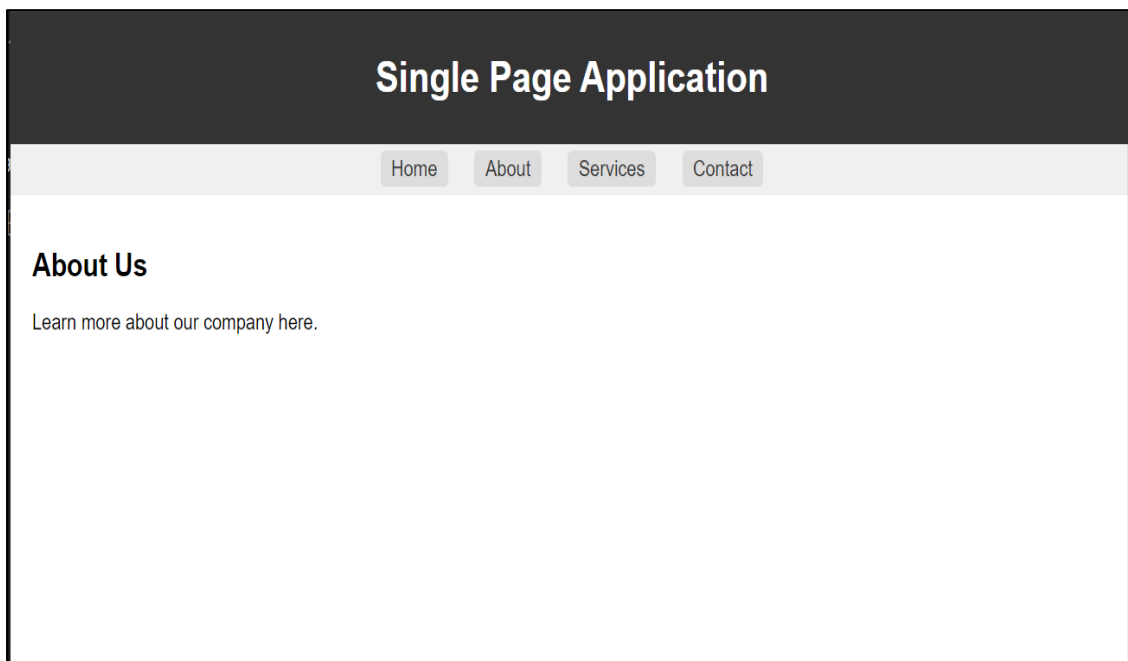 Single Page Application
Home About Services Contact
About Us
Learn more about our company here.